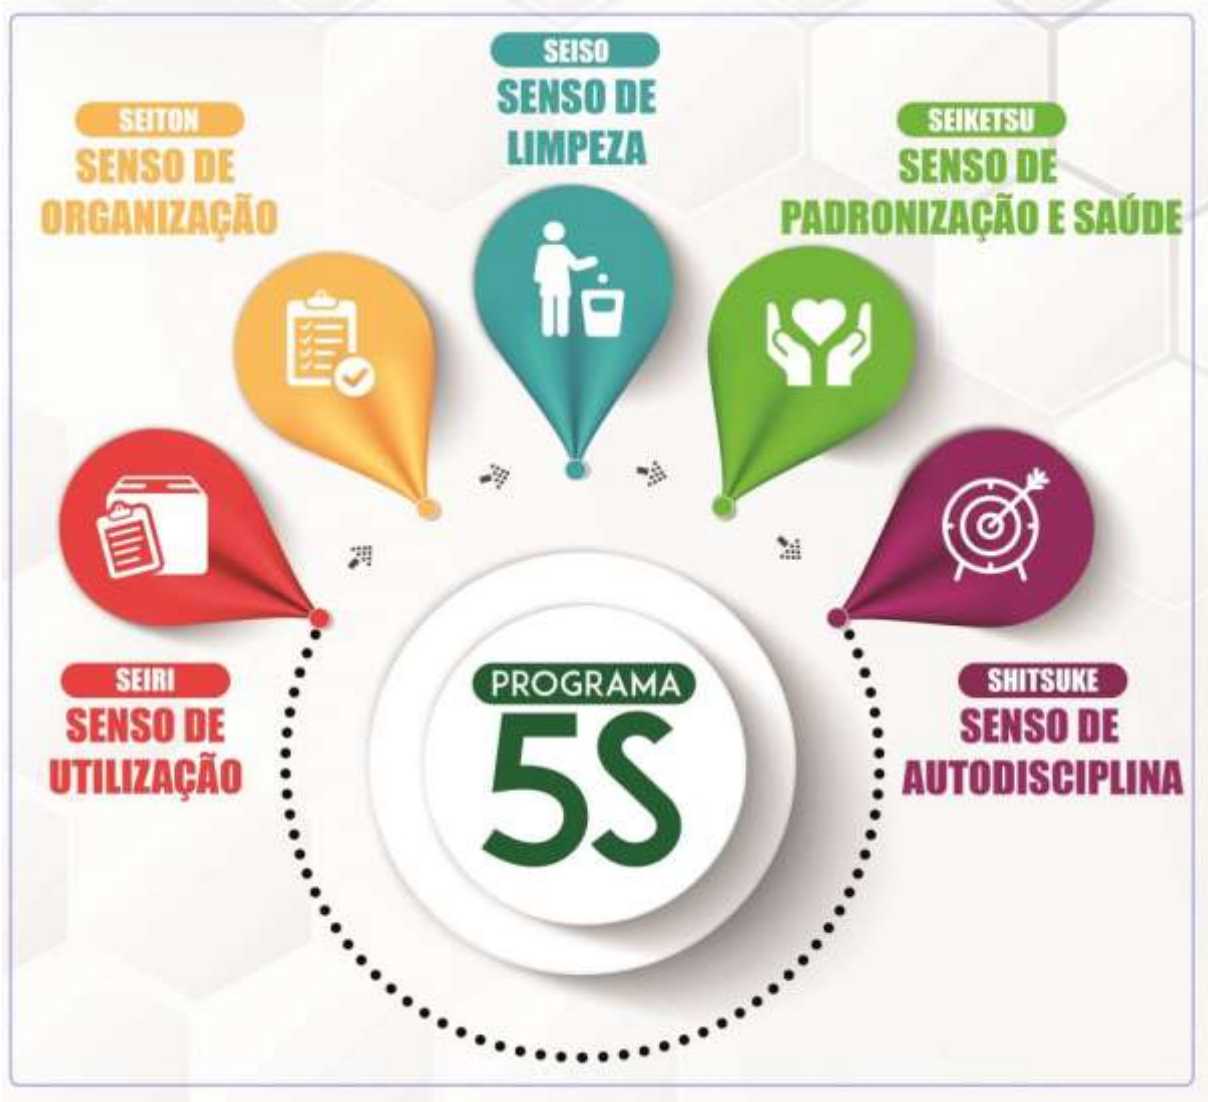 SEISO
SENSO DE
LIMPEZA
SEITON
SENSO DE
ORGANIZAÇÃO
SEIKETSU
SENSO DE
PADRONIZAÇÃO E SAÚDE
SEIRI
SENSO DE
UTILIZAÇÃO
PROGRAMA
5S
SHITSUKE
SENSO DE
AUTODISCIPLINA